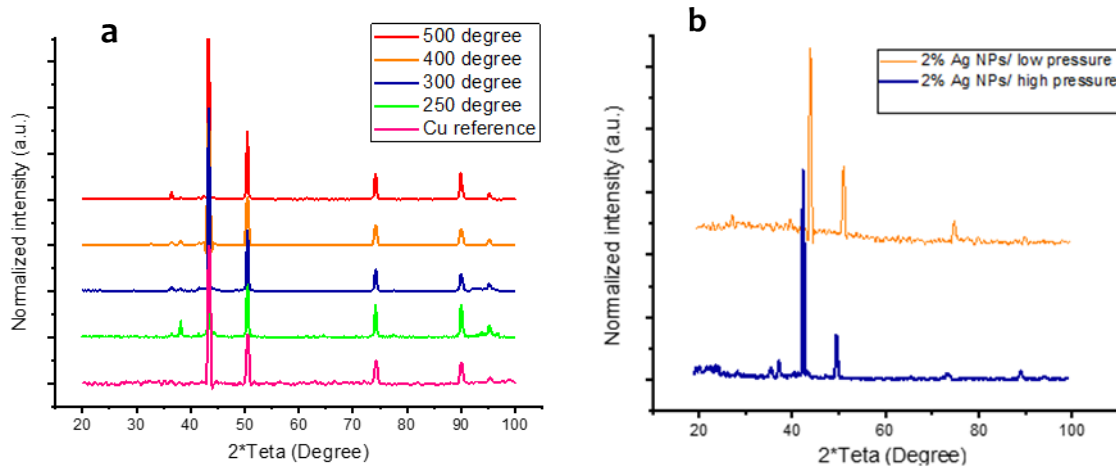 a
500 degree
400 degree
300 degree
250 degree
Cu reference
Normalized intensity (a.u.)
20 30 40 50 60 70 80 90 100
2*Teta (Degree)
b
2% Ag NPs/ low pressure
2% Ag NPs/ high pressure
Normalized intensity (a.u.)
20 40 60 80 100
2*Teta (Degree)